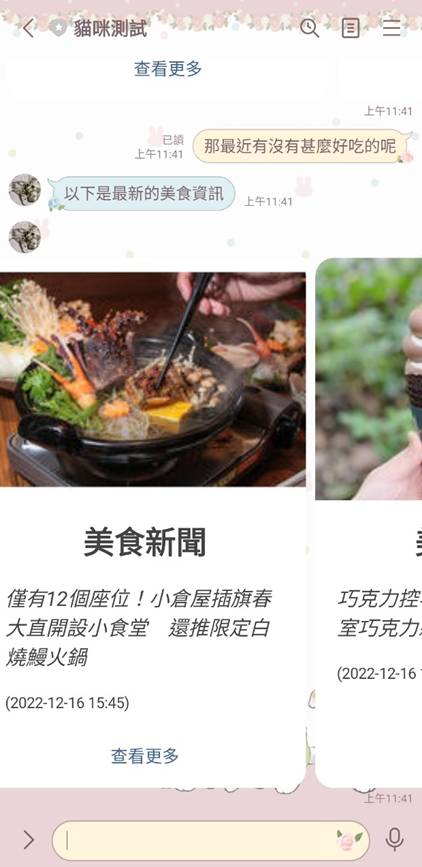 貓咪測試
查看更多
上午11:41
已讀
上午11:41
那最近有沒有甚麼好吃的呢
以下是最新的美食資訊
上午11:41
美食新聞
僅有12個座位！小倉屋插旗春
大直開設小食堂　還推限定白
燒鰻火鍋
(2022-12-16 15:45)
查看更多
巧克力控
室巧克力
(2022-12-16
上午11:41